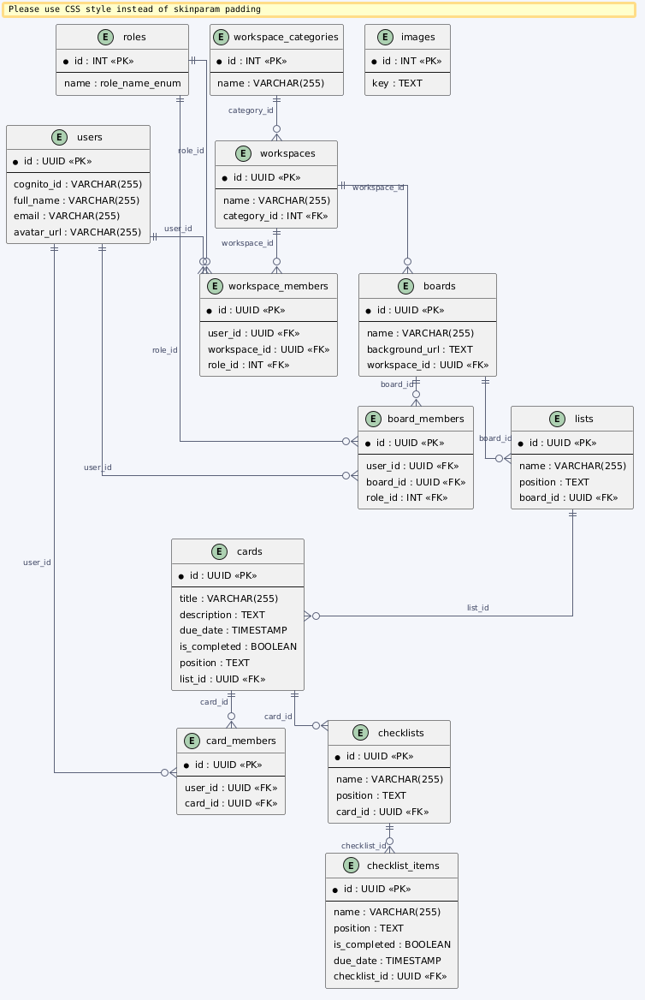 Please use CSS style instead of skinparam padding
E roles
id : INT «PK»
name : role_name_enum
E workspace_categories
id : INT «PK»
name : VARCHAR(255)
E images
id : INT «PK»
key : TEXT
category_id
role_id
E users
id : UUID «PK»
cognito_id : VARCHAR(255)
full_name : VARCHAR(255)
email : VARCHAR(255)
avatar_url : VARCHAR(255)
E workspaces
id : UUID «PK»
name : VARCHAR(255)
category_id : INT «FK»
workspace_id
user_id
workspace_id
E workspace_members
id : UUID «PK»
user_id : UUID «FK»
workspace_id : UUID «FK»
role_id : INT «FK»
E boards
id : UUID «PK»
name : VARCHAR(255)
background_url : TEXT
workspace_id : UUID «FK»
role_id
board_id
E board_members
id : UUID «PK»
user_id : UUID «FK»
board_id : UUID «FK»
role_id : INT «FK»
board_id
E lists
id : UUID «PK»
name : VARCHAR(255)
position : TEXT
board_id : UUID «FK»
user_id
user_id
E cards
id : UUID «PK»
title : VARCHAR(255)
description : TEXT
due_date : TIMESTAMP
is_completed : BOOLEAN
position : TEXT
list_id : UUID «FK»
list_id
card_id
card_id
E card_members
id : UUID «PK»
user_id : UUID «FK»
card_id : UUID «FK»
E checklists
id : UUID «PK»
name : VARCHAR(255)
position : TEXT
card_id : UUID «FK»
checklist_id
E checklist_items
id : UUID «PK»
name : VARCHAR(255)
position : TEXT
is_completed : BOOLEAN
due_date : TIMESTAMP
checklist_id : UUID «FK»